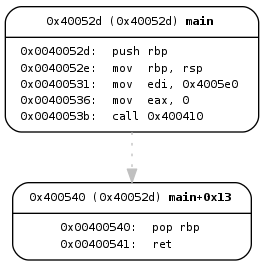 0x40052d (0x40052d) main
0x0040052d: push rbp
0x0040052e: mov rbp, rsp
0x00400531: mov edi, 0x4005e0
0x00400536: mov eax, 0
0x0040053b: call 0x400410
0x400540 (0x40052d) main+0x13
0x00400540: pop rbp
0x00400541: ret